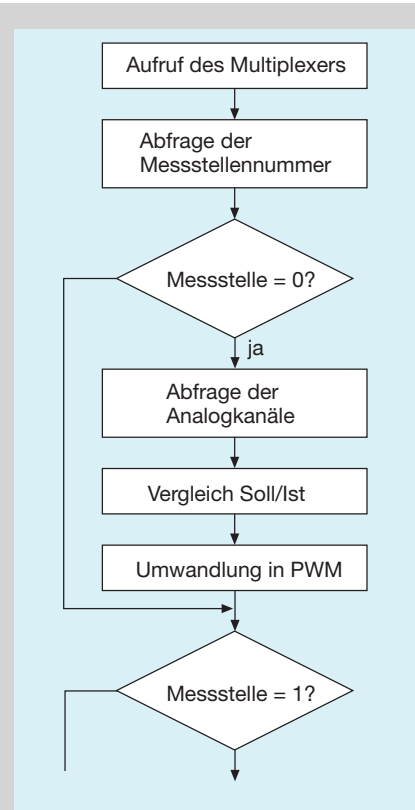 Aufruf des Multiplexers
Abfrage der
Messstellennummer
Messstelle = 0?
ja
Abfrage der
Analogkanäle
Vergleich Soll/Ist
Umwandlung in PWM
Messstelle = 1?